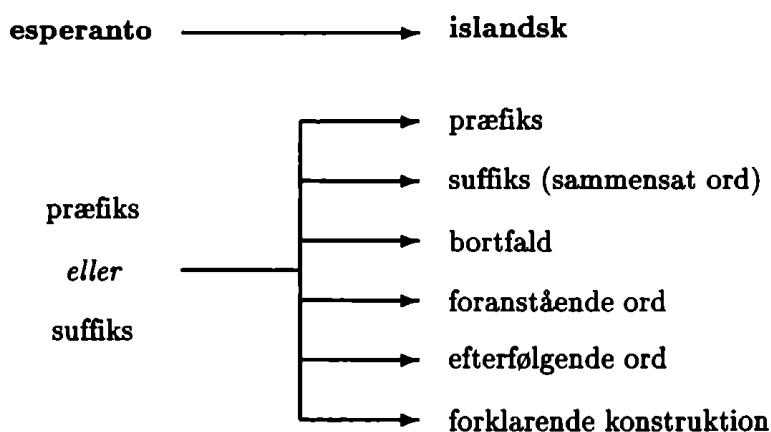 esperanto islandsk
præfiks
suffiks (sammensat ord)
præfiks
bortfald
eller
foranstående ord
suffiks
efterfølgende ord
forklarende konstruktion